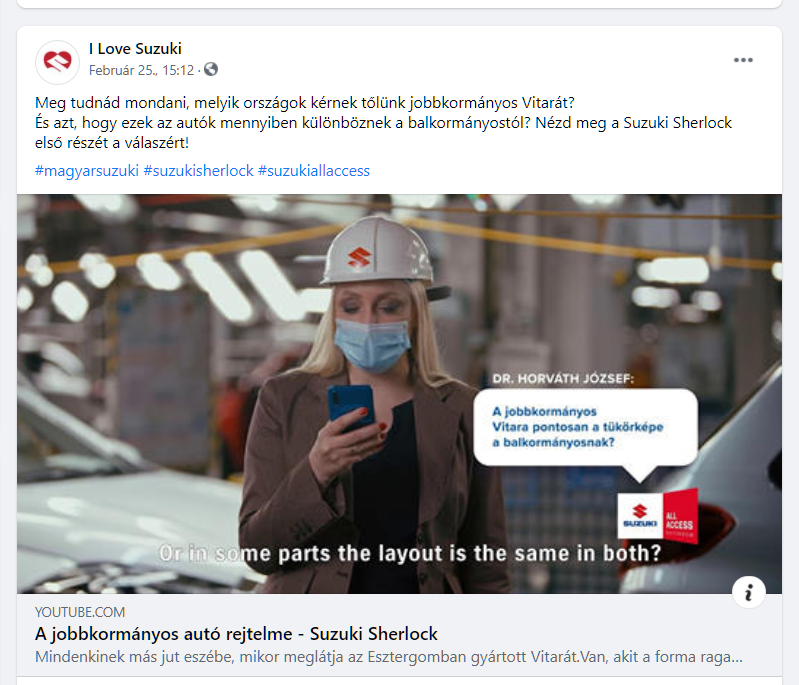 I Love Suzuki
Február 25., 15:12 ·
Meg tudnád mondani, melyik országok kérnek tőlünk jobbkormányos Vitarát?
És azt, hogy ezek az autók mennyiben különböznek a balkormányostól? Nézd meg a Suzuki Sherlock
első részét a válaszért!
#magyarsuzuki #suzukisherlock #suzukiallaccess
DR. HORVÁTH JÓZSEF:
A jobbkormányos
Vitara pontosan a tükörképe
a balkormányosnak?
SUZUKI
ALL
ACCESS
Or in some parts the layout is the same in both?
YOUTUBE.COM
A jobbkormányos autó rejtelme - Suzuki Sherlock
Mindenkinek más jut eszébe, mikor meglátja az Esztergomban gyártott Vitarát.Van, akit a forma raga...